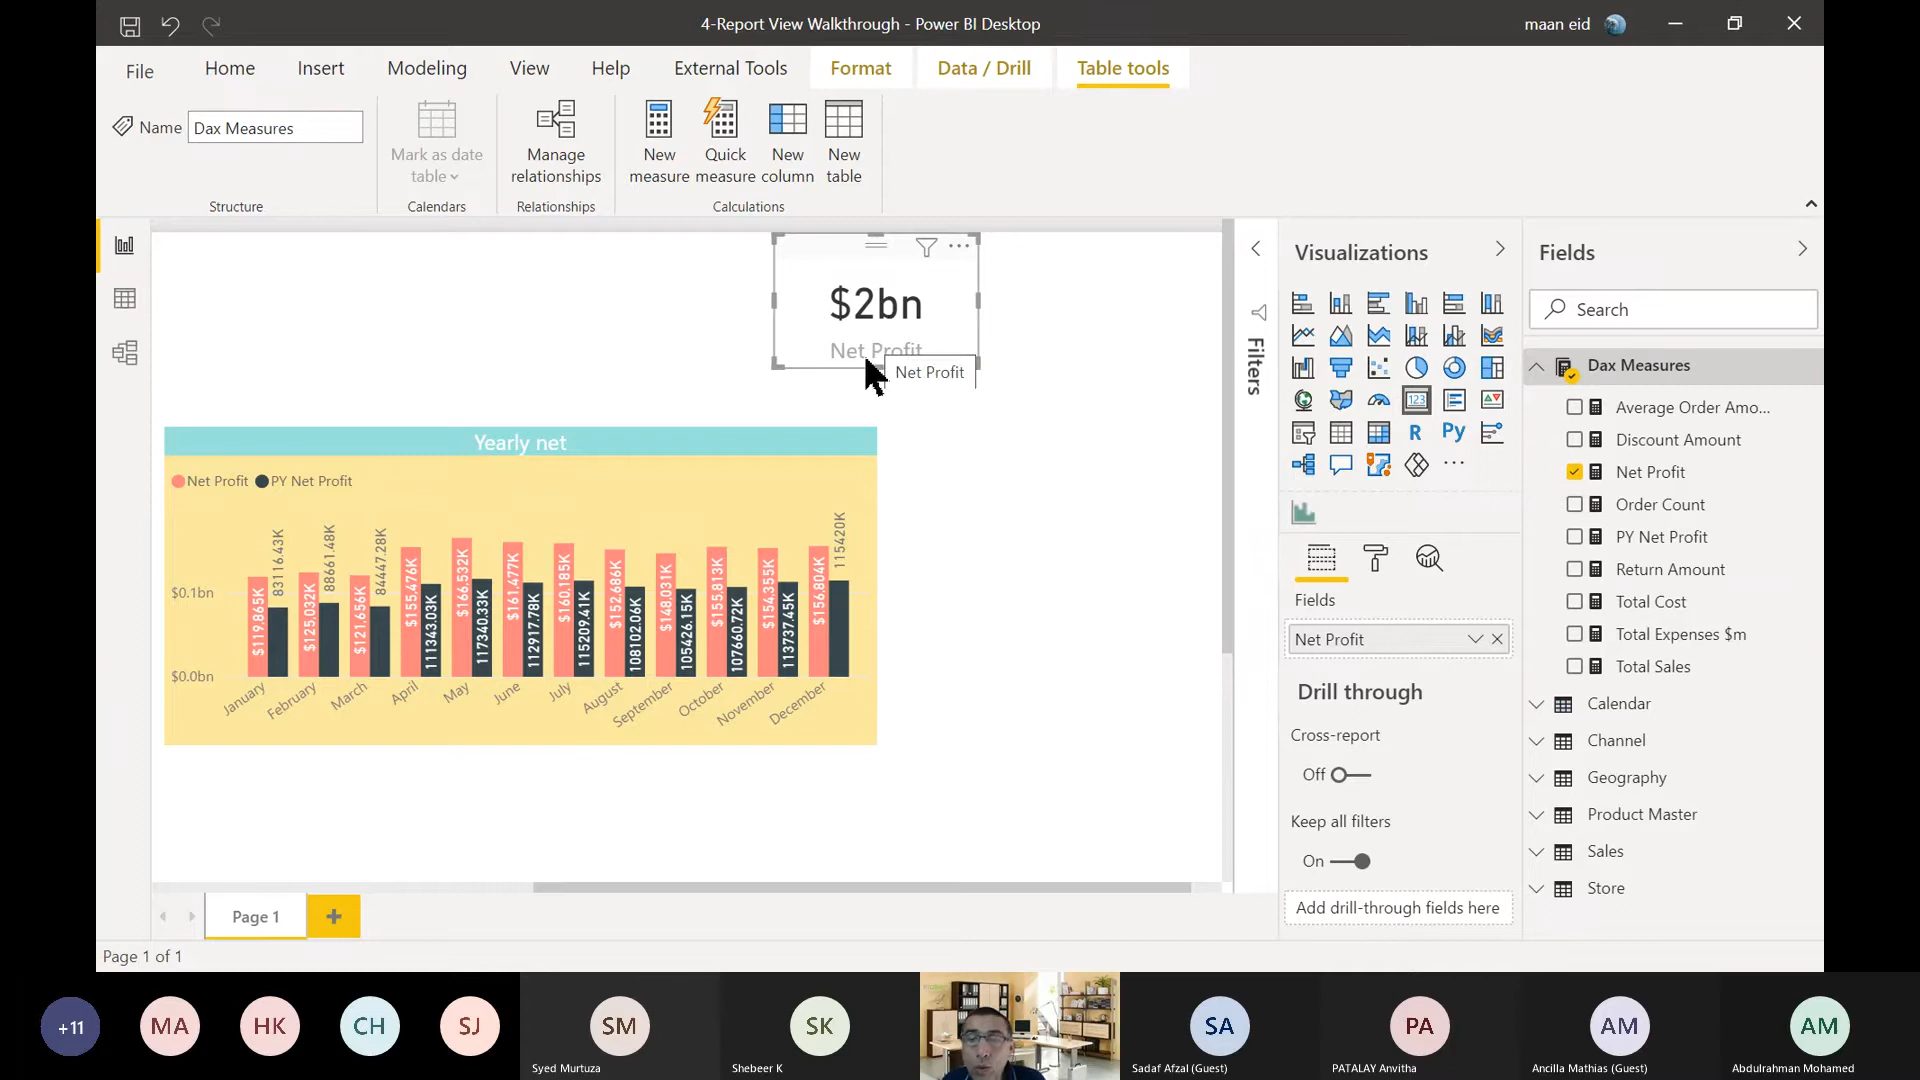 4-Report View Walkthrough - Power BI Desktop
maan eid
File
Home
Insert
Modeling
View
Help
External Tools
Format
Data / Drill
Table tools
Name
Dax Measures
Mark as date
table
Manage
relationships
New
measure
Quick
measure
New
column
New
table
Structure
Calendars
Relationships
Calculations
$2bn
Net Profit
Net Profit
Yearly net
Net Profit
PY Net Profit
$0.1bn
$0.0bn
$119.865K
83116.43K
$125.032K
88661.48K
$121.656K
84447.28K
$155.476K
111343.03K
$166.532K
117340.33K
$161.477K
112917.78K
$160.185K
115209.41K
$152.686K
108102.06K
$148.031K
105426.15K
$155.813K
107660.72K
$154.355K
113737.45K
$156.804K
115420K
January
February
March
April
May
June
July
August
September
October
November
December
Filters
Visualizations
123
R
Py
Fields
Net Profit
Drill through
Cross-report
Off
Keep all filters
On
Add drill-through fields here
Fields
Search
Dax Measures
Average Order Amo...
Discount Amount
Net Profit
Order Count
PY Net Profit
Return Amount
Total Cost
Total Expenses $m
Total Sales
Calendar
Channel
Geography
Product Master
Sales
Store
Page 1
Page 1 of 1
+11
MA
HK
CH
SJ
SM
Syed Murtuza
SK
Shebeer K
SA
Sadaf Afzal (Guest)
PA
PATALAY Anvitha
AM
Ancilla Mathias (Guest)
AM
Abdulrahman Mohamed